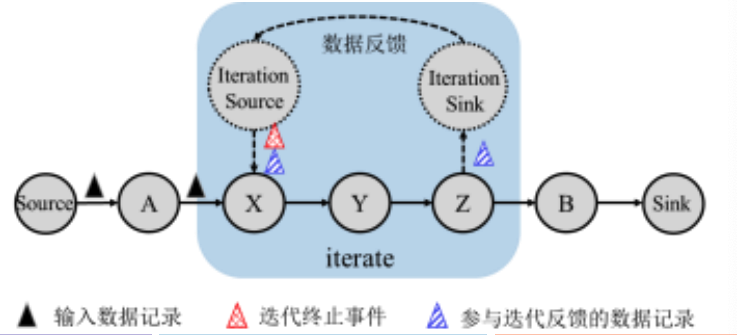 数据反馈
Iteration
Source
Iteration
Sink
Source
A
X
Y
Z
B
Sink
iterate
输入数据记录
迭代终止事件
参与迭代反馈的数据记录